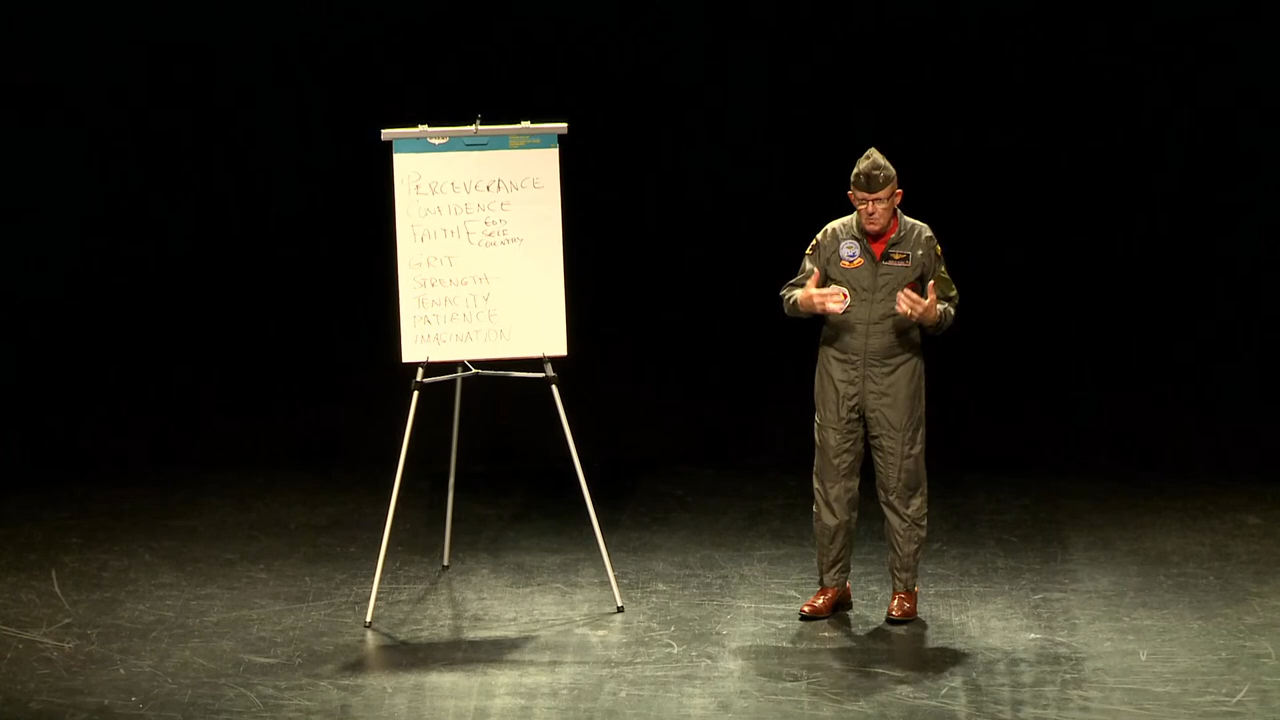 PERCEVERANCE
CONFIDENCE
FAITH GOD
SELF
COUNTRY
GRIT
STRENGTH
TENACITY
PATIENCE
IMAGINATION